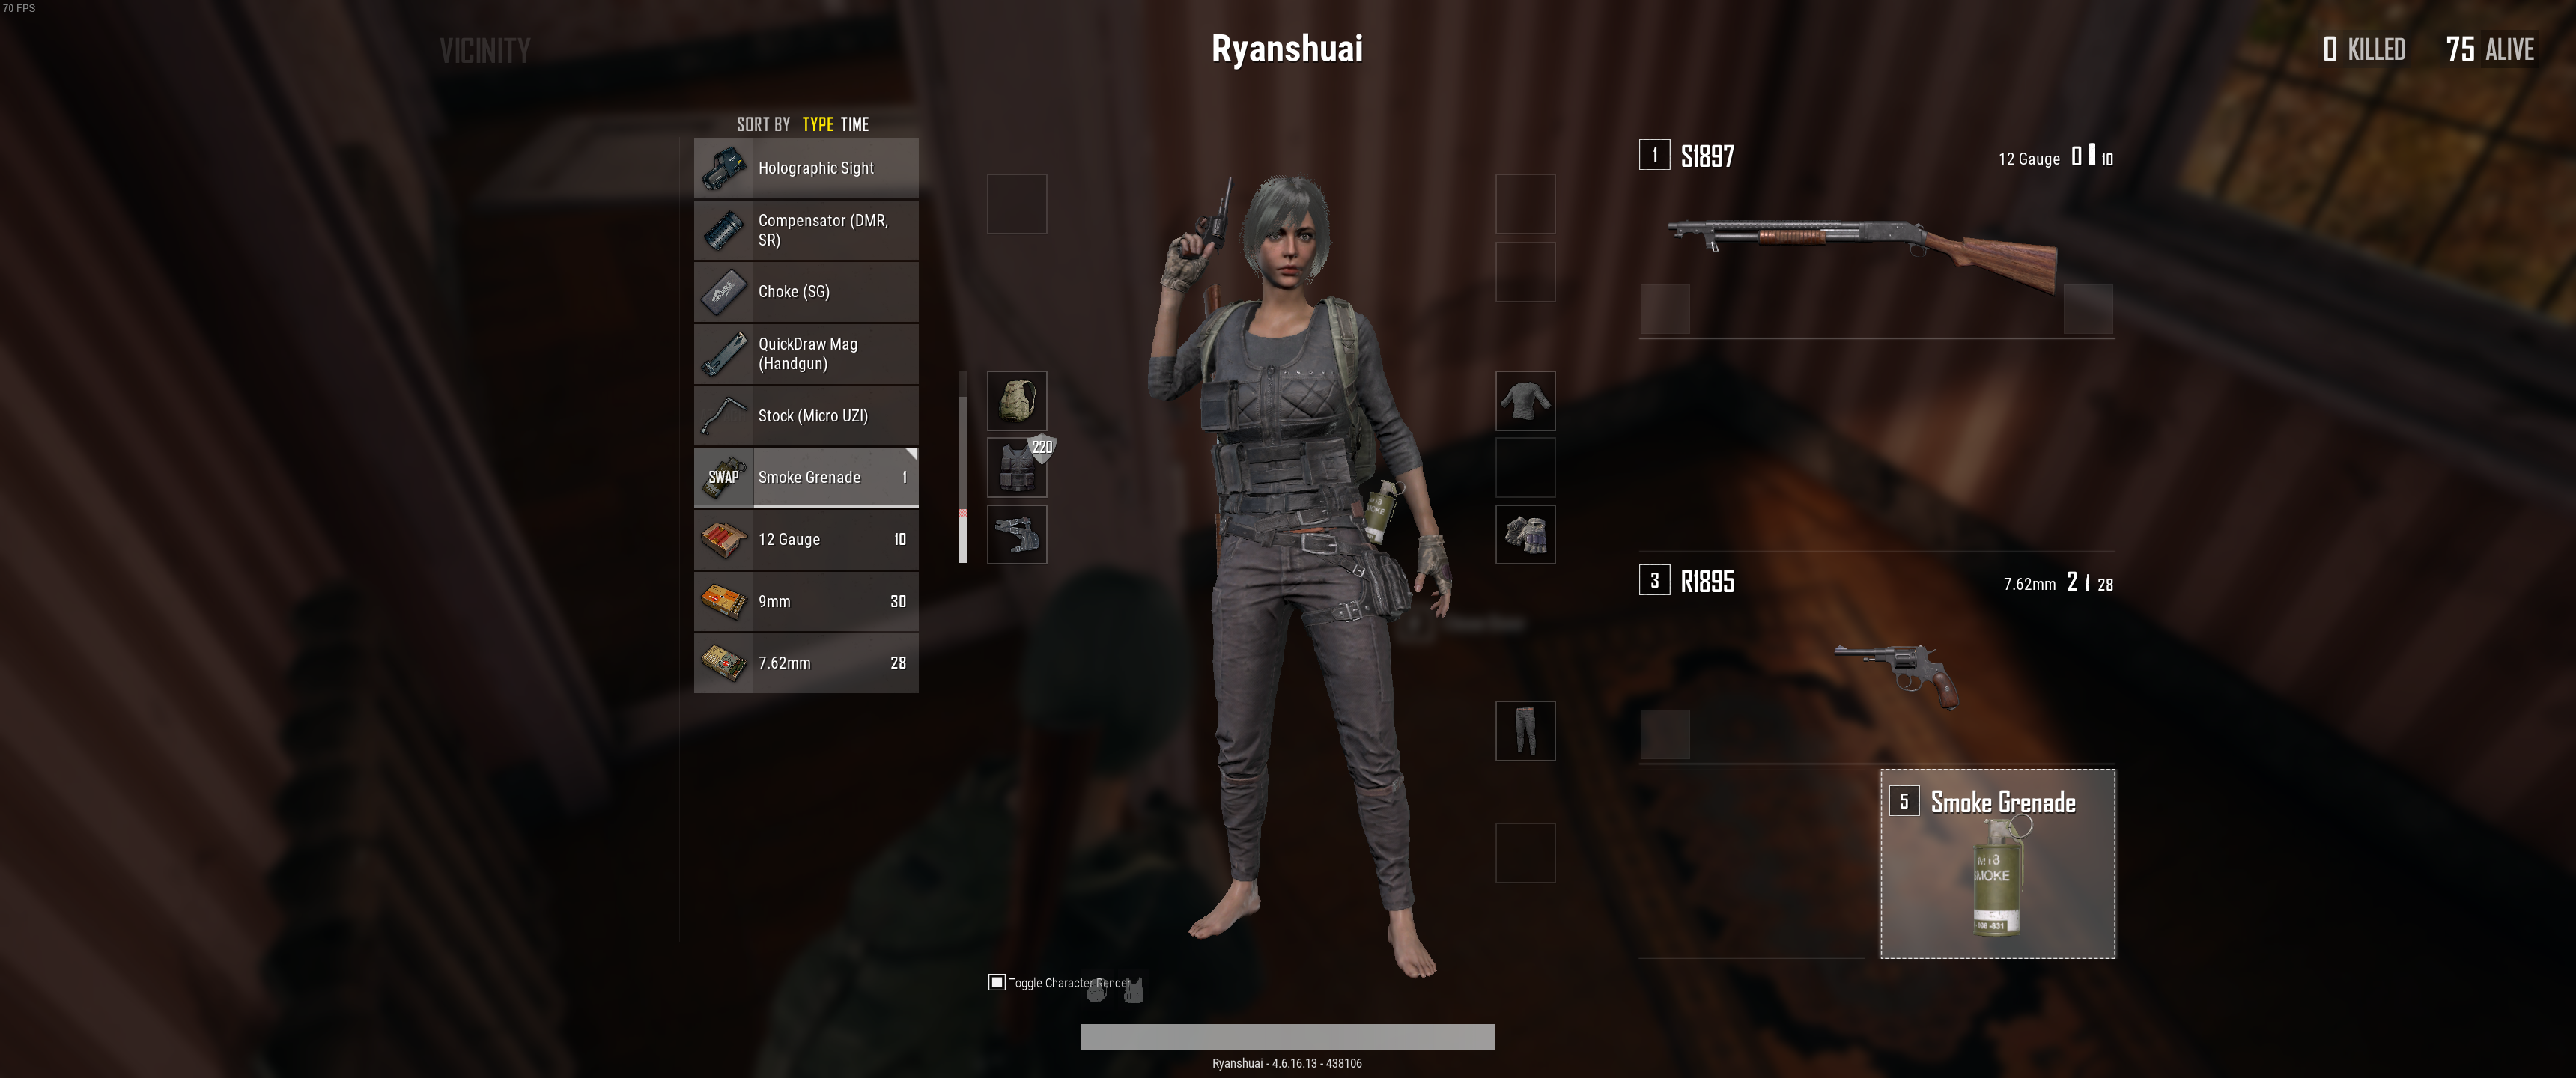 70 FPS
VICINITY
Ryanshuai
0 KILLED 75 ALIVE
SORT BY TYPE TIME
Holographic Sight
Compensator (DMR,
SR)
Choke (SG)
QuickDraw Mag
(Handgun)
Stock (Micro UZI)
SWAP Smoke Grenade 1
12 Gauge 10
9mm 30
7.62mm 28
220
1 S1897 12 Gauge 0 10
3 R1895 7.62mm 2 28
5 Smoke Grenade
M18
SMOKE
Toggle Character Render
Ryanshuai - 4.6.16.13 - 438106